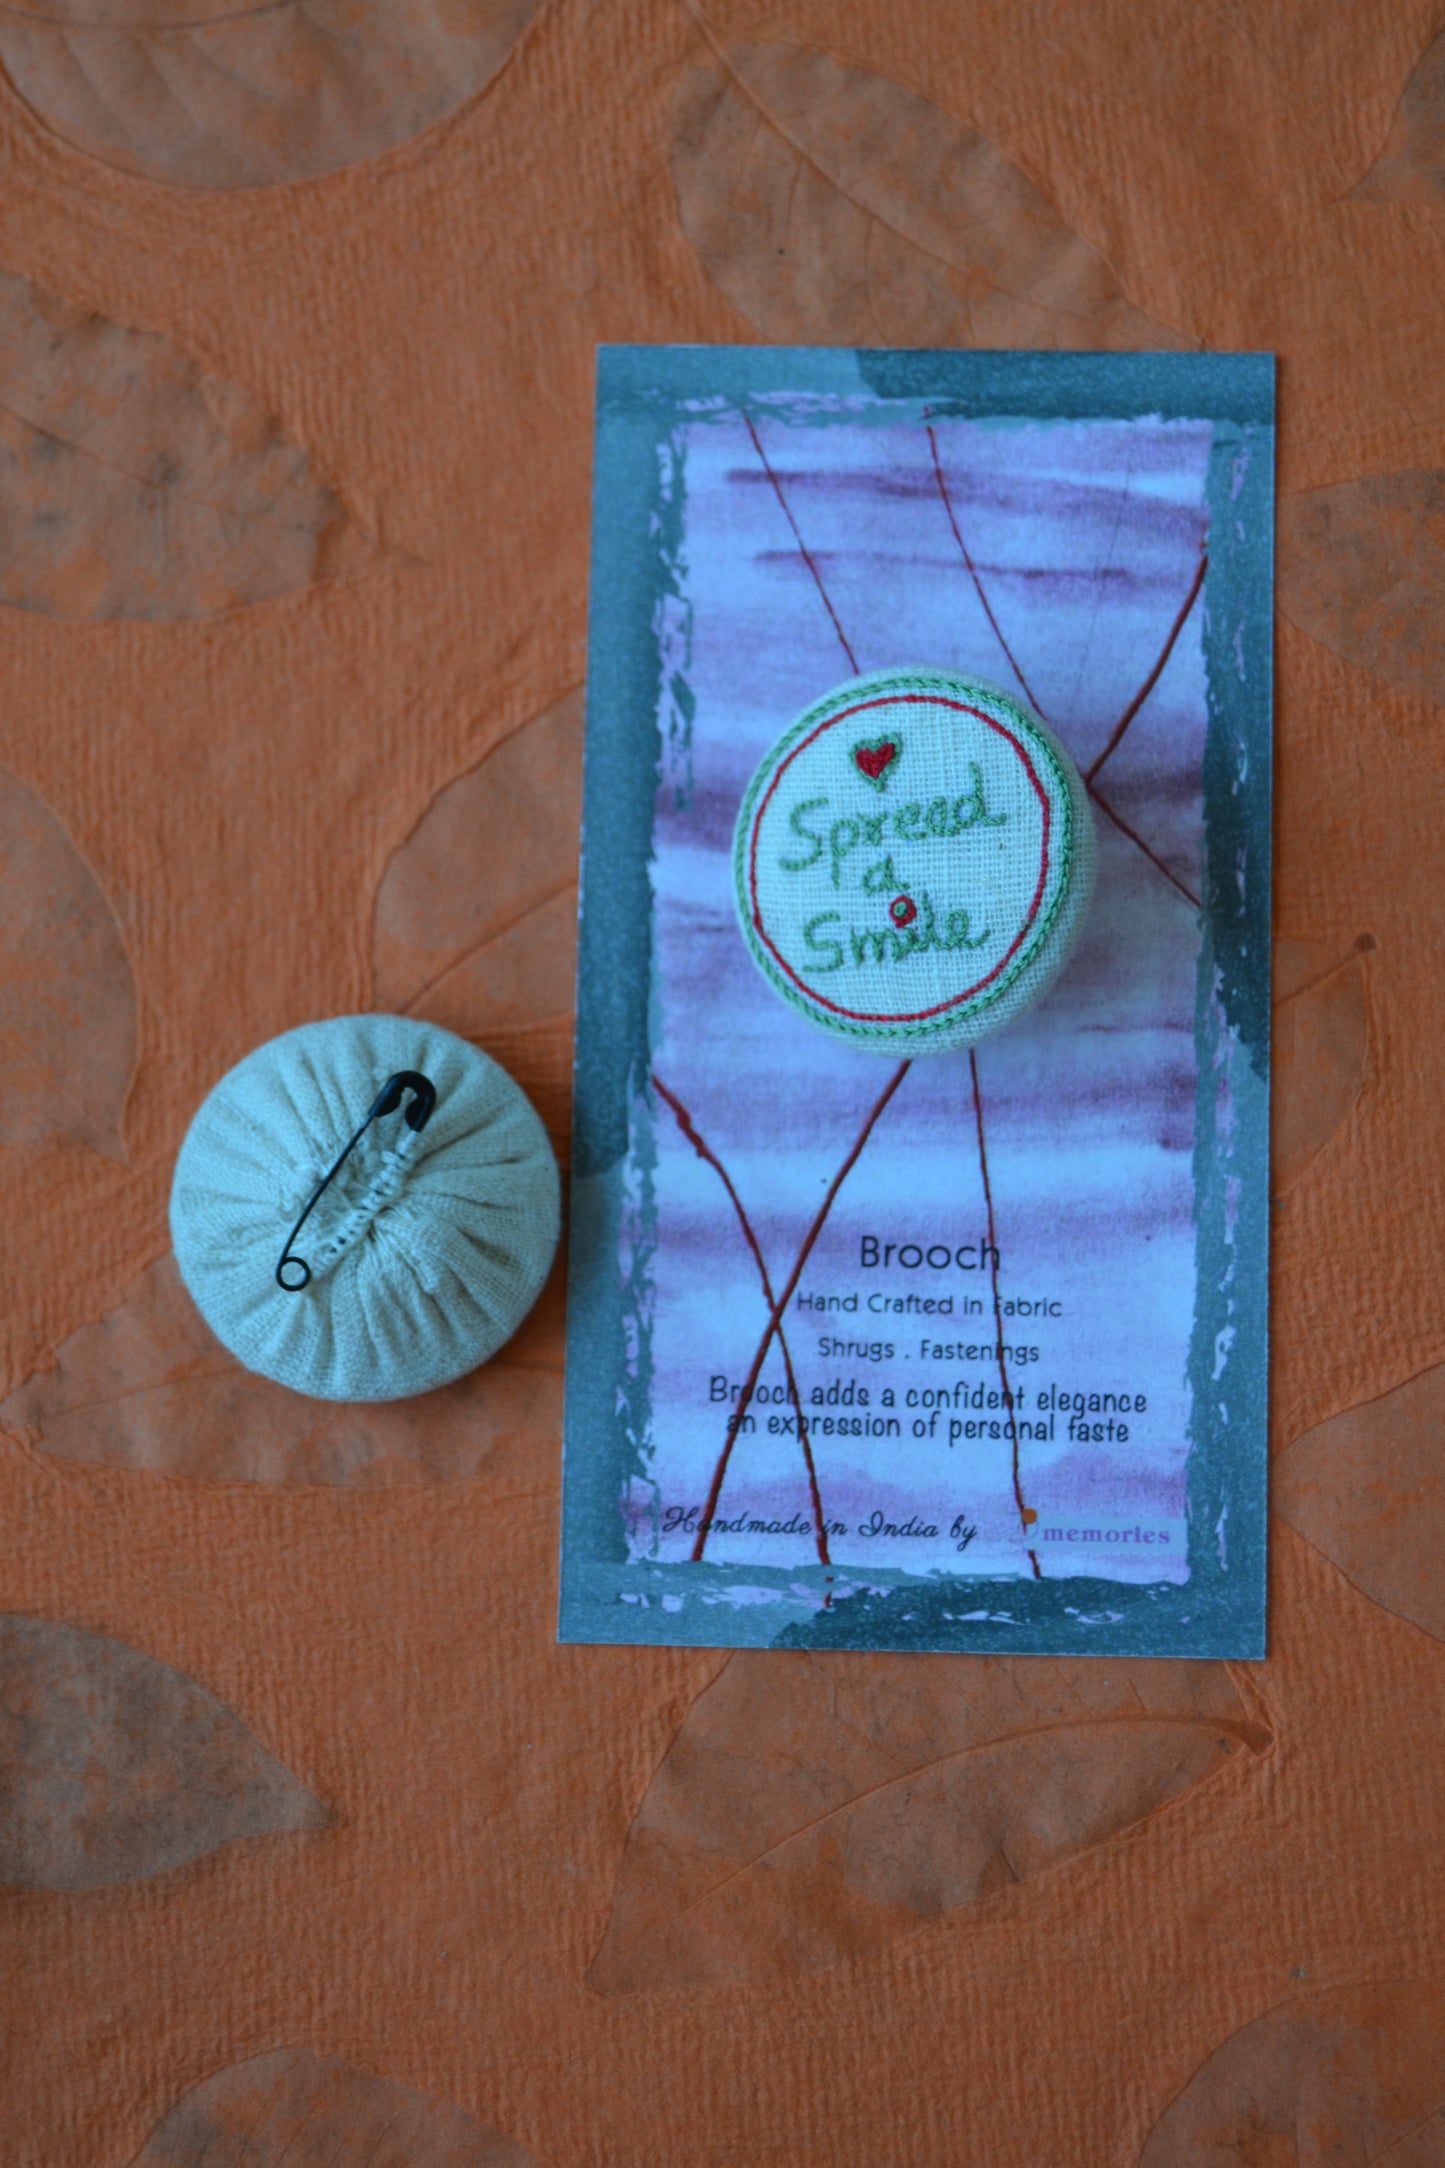 Spread
a
Smile
Brooch
Hand Crafted in Fabric
Shrugs . Fastenings
Brooch adds a confident elegance
an expression of personal taste
Handmade in India by memories